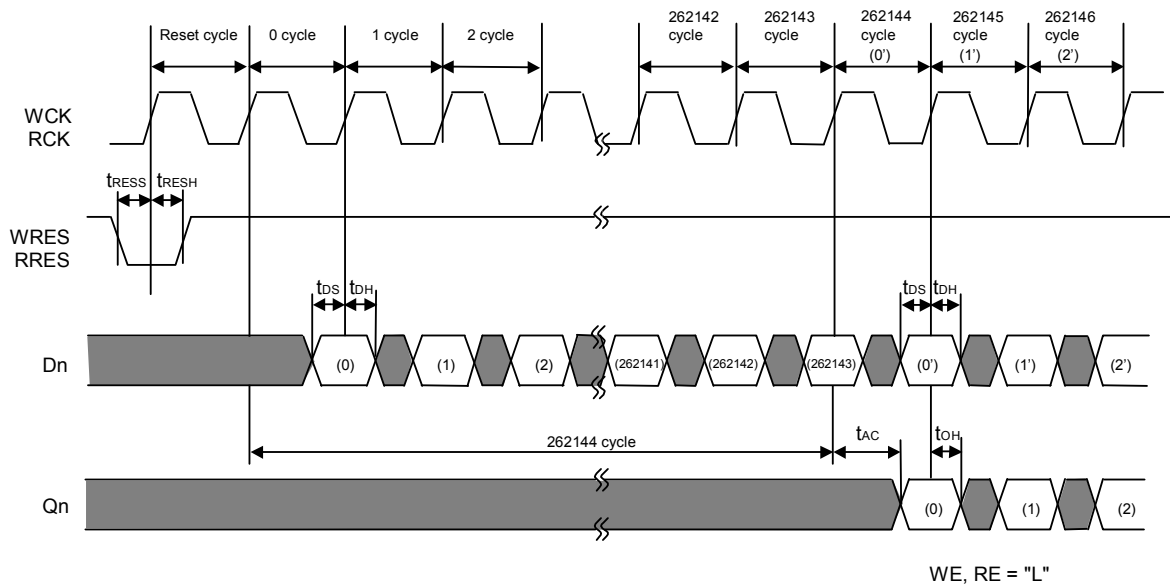 Reset cycle
0 cycle
1 cycle
2 cycle
262142
cycle
262143
cycle
262144
cycle
(0')
262145
cycle
(1')
262146
cycle
(2')
WCK
RCK
tRESS
tRESH
WRES
RRES
tDS
tDH
tDS
tDH
Dn
(0)
(1)
(2)
(262141)
(262142)
(262143)
(0')
(1')
(2')
262144 cycle
tAC
tOH
Qn
(0)
(1)
(2)
WE, RE = "L"